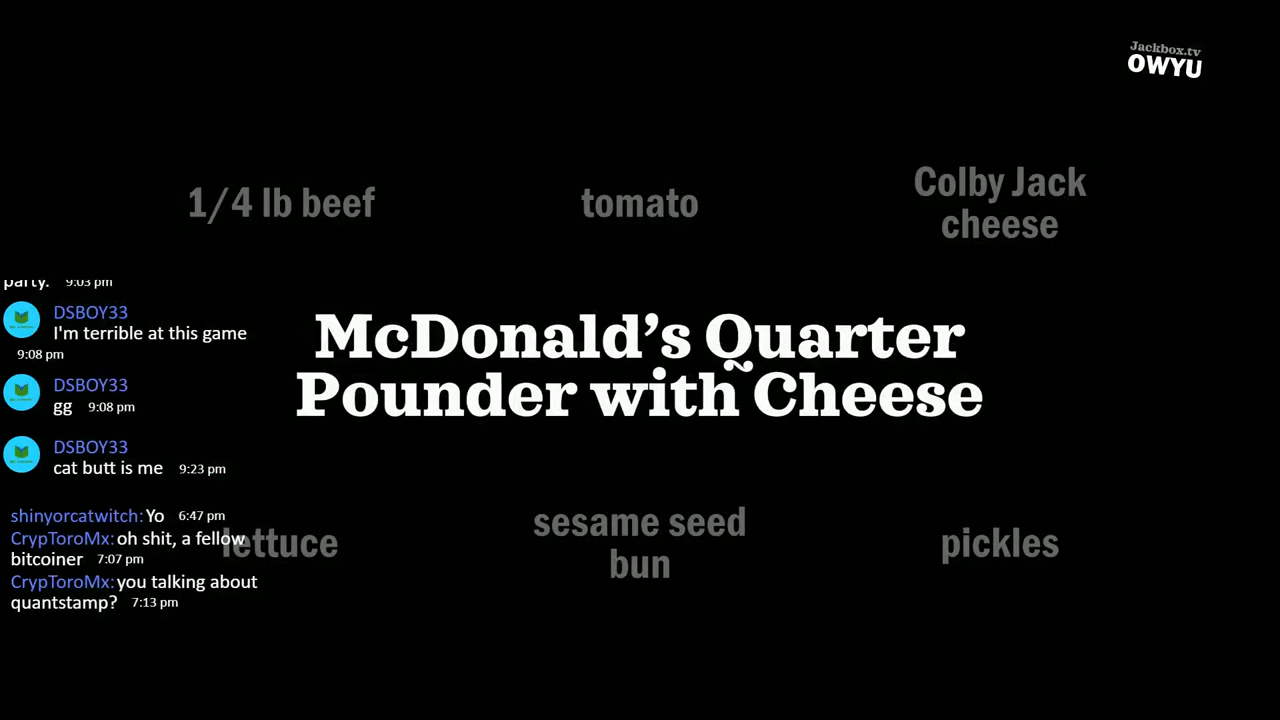 Jackbox.tv
OWYU
1/4 lb beef
tomato
Colby Jack
cheese
party. 9:03 pm
DSBOY33
I'm terrible at this game
9:08 pm
DSBOY33
gg 9:08 pm
DSBOY33
cat butt is me 9:23 pm
McDonald's Quarter
Pounder with Cheese
shinyorcatwitch: Yo 6:47 pm
CrypToroMx: oh shit, a fellow
bitcoiner 7:07 pm
CrypToroMx: you talking about
quantstamp? 7:13 pm
lettuce
sesame seed
bun
pickles